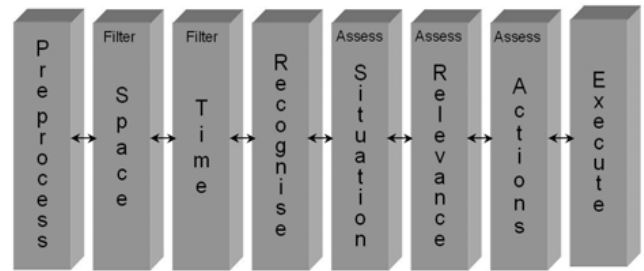 Preprocess
Filter
Space
Filter
Time
Recognise
Assess
Situation
Assess
Relevance
Assess
Actions
Execute